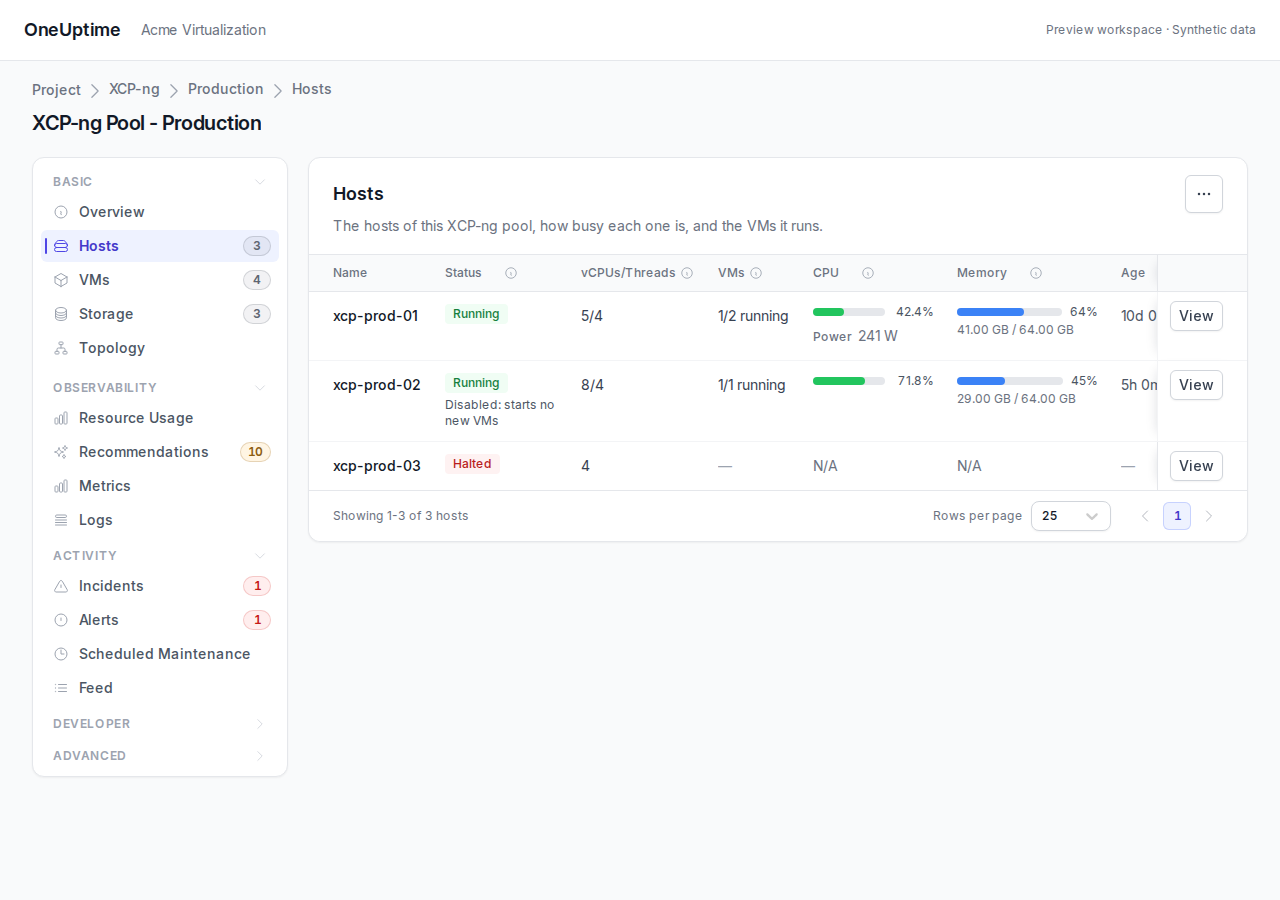 OneUptime Acme Virtualization Preview workspace · Synthetic data
Project XCP-ng Production Hosts
XCP-ng Pool - Production
BASIC
Overview
Hosts 3
VMs 4
Storage 3
Topology
OBSERVABILITY
Resource Usage
Recommendations 10
Metrics
Logs
ACTIVITY
Incidents 1
Alerts 1
Scheduled Maintenance
Feed
DEVELOPER
ADVANCED
Hosts
The hosts of this XCP-ng pool, how busy each one is, and the VMs it runs.
Name Status vCPUs/Threads VMs CPU Memory Age
xcp-prod-01 Running 5/4 1/2 running 42.4% 64% 10d 0 View
Power 241 W 41.00 GB / 64.00 GB
xcp-prod-02 Running 8/4 1/1 running 71.8% 45% 5h 0m View
Disabled: starts no 29.00 GB / 64.00 GB
new VMs
xcp-prod-03 Halted 4 — N/A N/A — View
Showing 1-3 of 3 hosts Rows per page 25 1